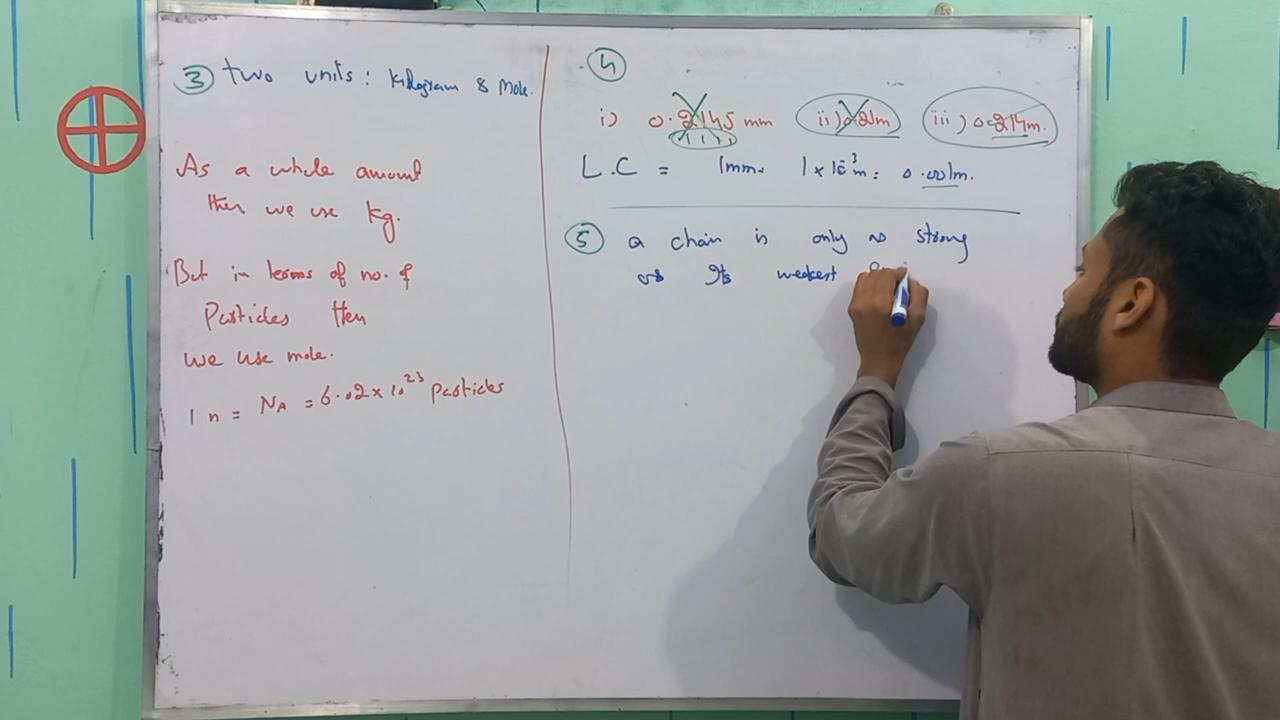 3 two units: Kilogram & Mole.
As a whole amount
then we use kg.
But in terms of no. of
Particles then
we use mole.
1 n = NA = 6.02 x 10^23 particles
4
i) 0.2145 mm ii) 0.21m iii) 0.214m.
L.C = 1mm. 1 x 10^-3 m = 0.001m.
5 a chain is only as strong
as Its weakest